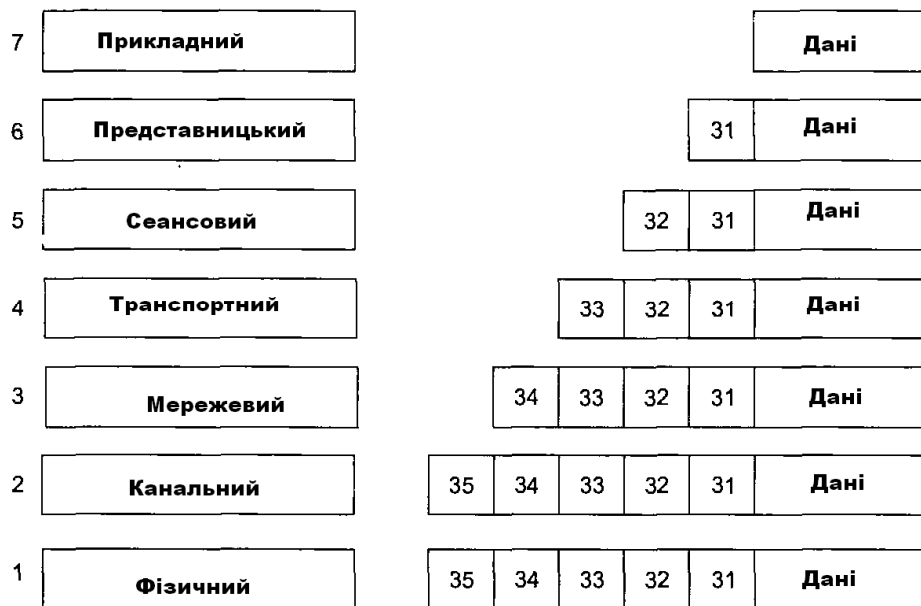 7 Прикладний Дані
6 Представницький 31 Дані
5 Сеансовий 32 31 Дані
4 Транспортний 33 32 31 Дані
3 Мережевий 34 33 32 31 Дані
2 Канальний 35 34 33 32 31 Дані
1 Фізичний 35 34 33 32 31 Дані